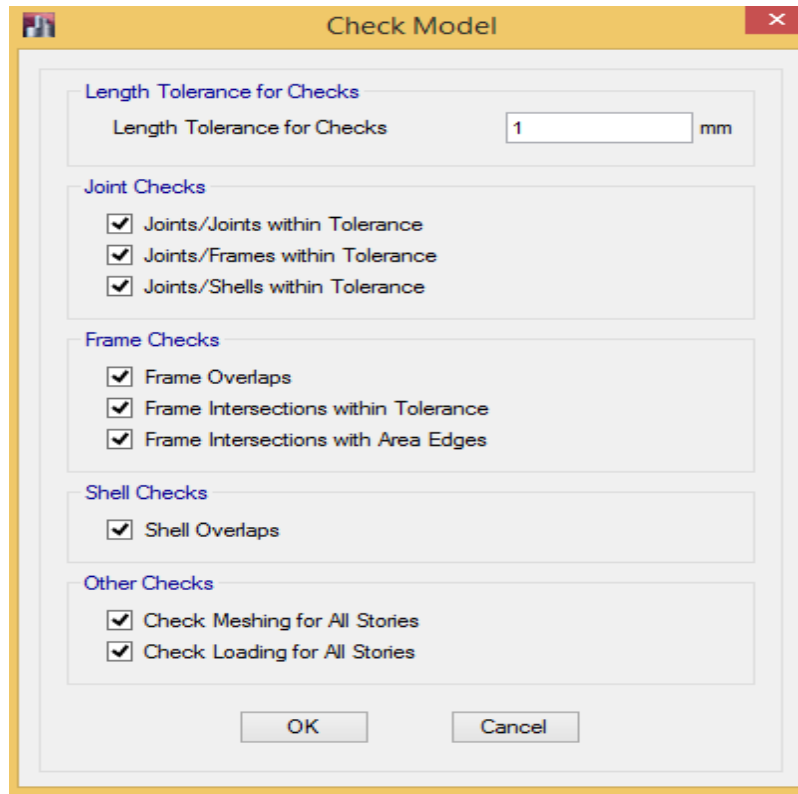 Check Model
Length Tolerance for Checks
Length Tolerance for Checks 1 mm
Joint Checks
Joints/Joints within Tolerance
Joints/Frames within Tolerance
Joints/Shells within Tolerance
Frame Checks
Frame Overlaps
Frame Intersections within Tolerance
Frame Intersections with Area Edges
Shell Checks
Shell Overlaps
Other Checks
Check Meshing for All Stories
Check Loading for All Stories
OK Cancel